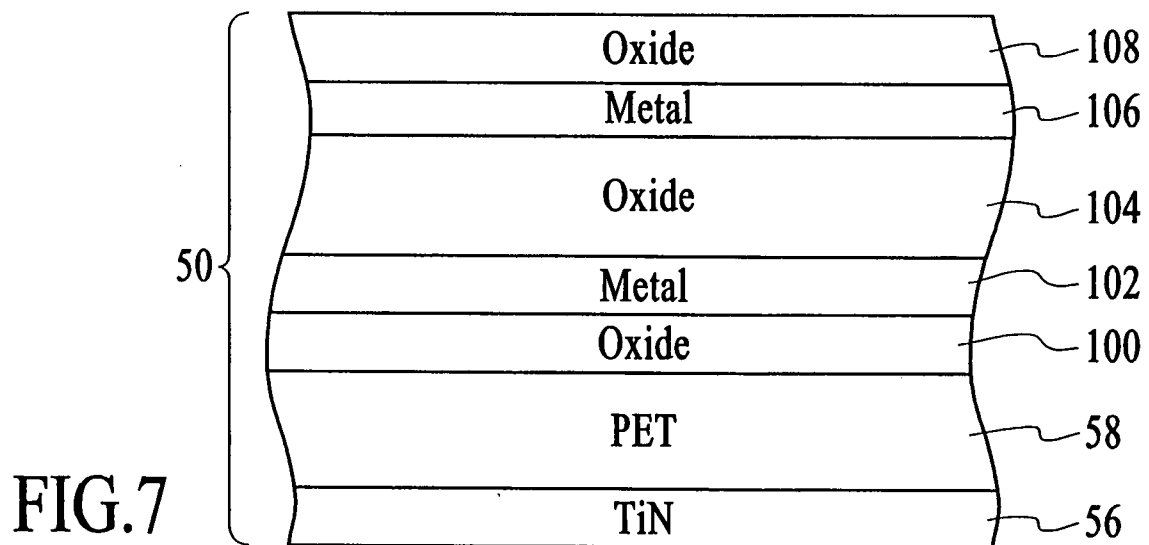 Oxide 108
Metal 106
Oxide 104
50
Metal 102
Oxide 100
PET 58
TiN 56
FIG.7